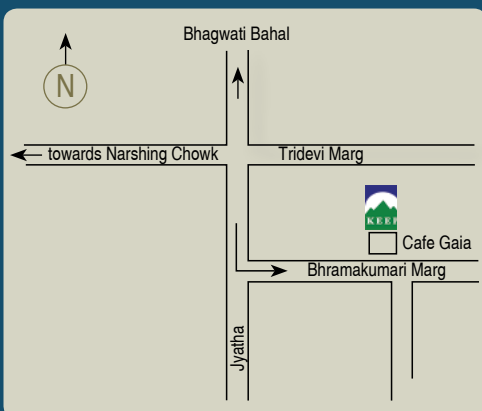 Bhagwati Bahal
N
towards Narshing Chowk
Tridevi Marg
KEEP
Cafe Gaia
Bhramakumari Marg
Jyatha